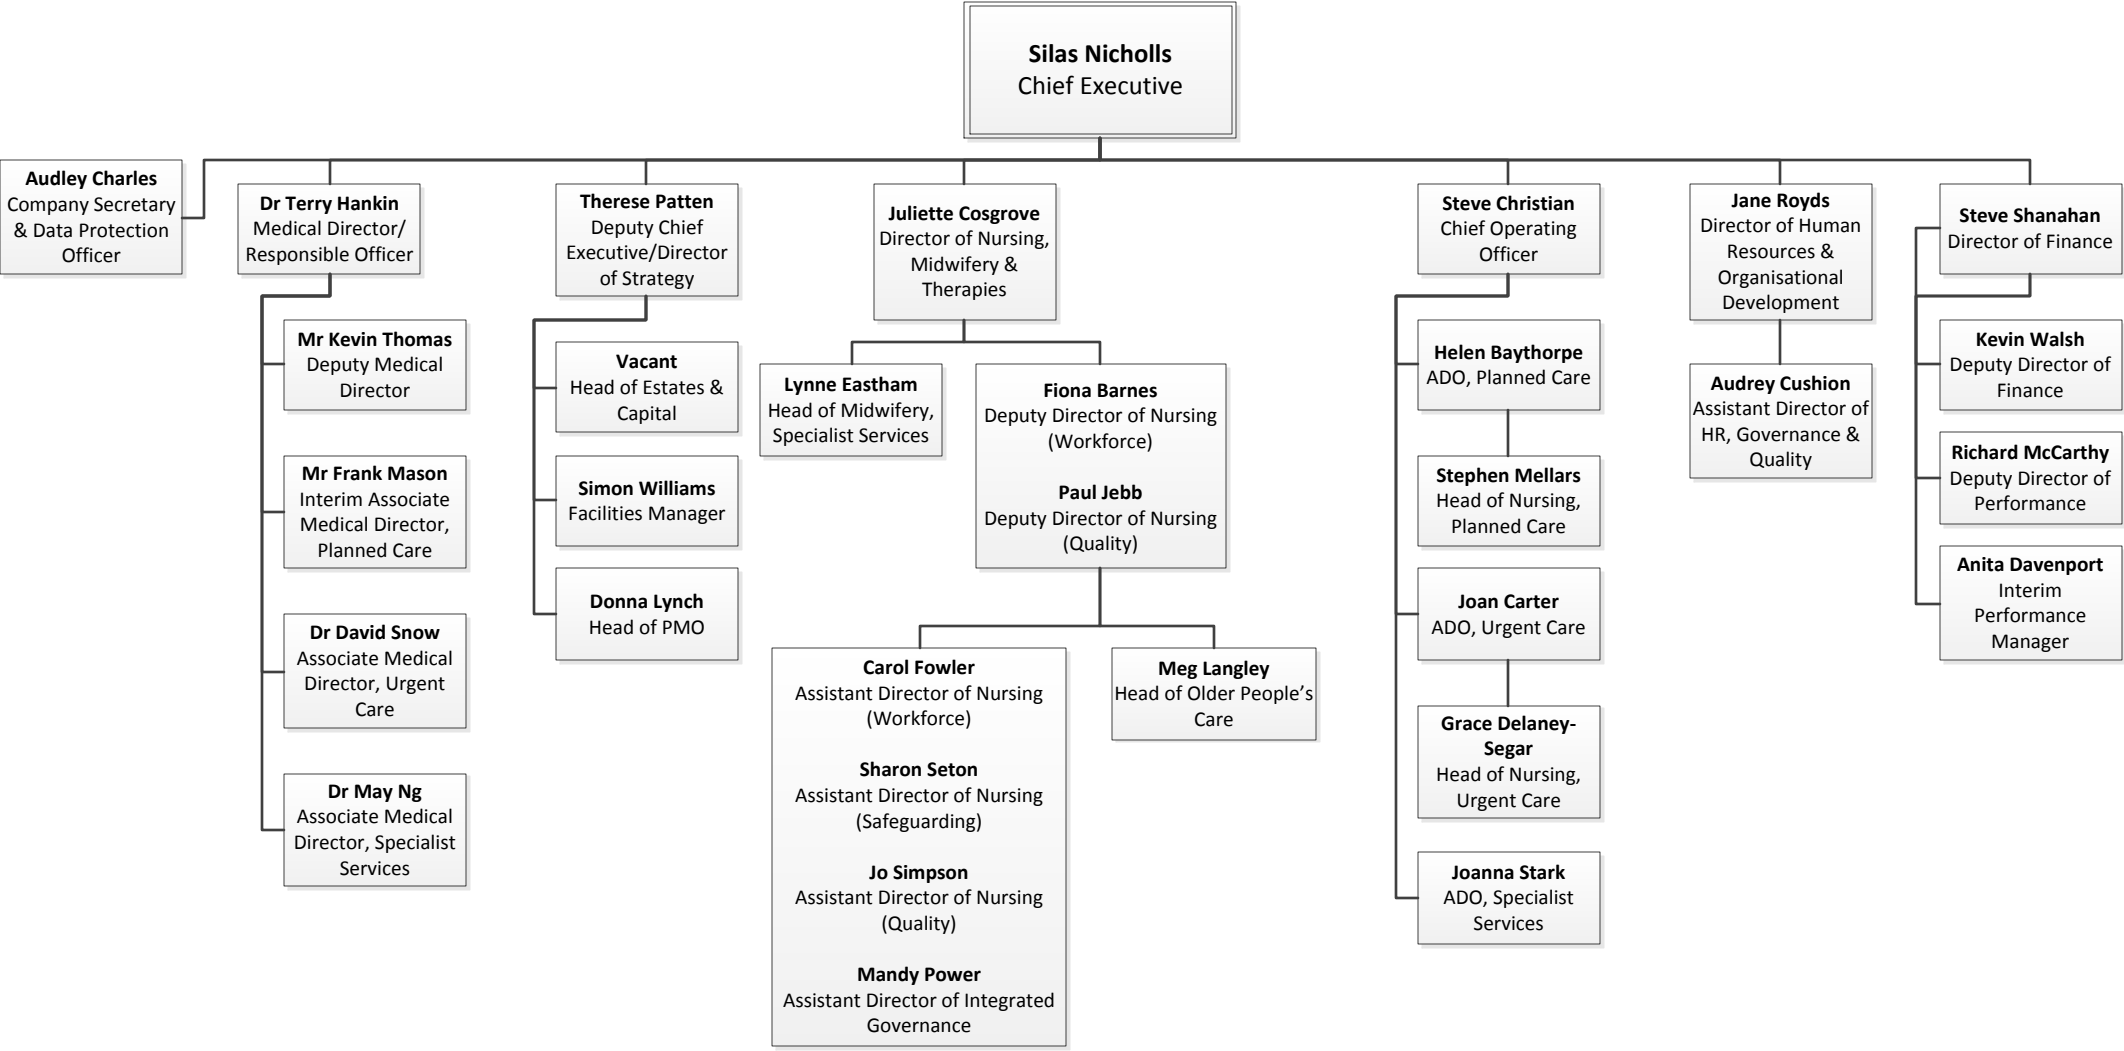 Silas Nicholls
Chief Executive
Audley Charles
Company Secretary
& Data Protection
Officer
Dr Terry Hankin
Medical Director/
Responsible Officer
Mr Kevin Thomas
Deputy Medical
Director
Mr Frank Mason
Interim Associate
Medical Director,
Planned Care
Dr David Snow
Associate Medical
Director, Urgent
Care
Dr May Ng
Associate Medical
Director, Specialist
Services
Therese Patten
Deputy Chief
Executive/Director
of Strategy
Vacant
Head of Estates &
Capital
Simon Williams
Facilities Manager
Donna Lynch
Head of PMO
Juliette Cosgrove
Director of Nursing,
Midwifery &
Therapies
Lynne Eastham
Head of Midwifery,
Specialist Services
Fiona Barnes
Deputy Director of Nursing
(Workforce)
Paul Jebb
Deputy Director of Nursing
(Quality)
Carol Fowler
Assistant Director of Nursing
(Workforce)
Sharon Seton
Assistant Director of Nursing
(Safeguarding)
Jo Simpson
Assistant Director of Nursing
(Quality)
Mandy Power
Assistant Director of Integrated
Governance
Meg Langley
Head of Older People’s
Care
Steve Christian
Chief Operating
Officer
Helen Baythorpe
ADO, Planned Care
Stephen Mellars
Head of Nursing,
Planned Care
Joan Carter
ADO, Urgent Care
Grace Delaney-
Segar
Head of Nursing,
Urgent Care
Joanna Stark
ADO, Specialist
Services
Jane Royds
Director of Human
Resources &
Organisational
Development
Audrey Cushion
Assistant Director of
HR, Governance &
Quality
Steve Shanahan
Director of Finance
Kevin Walsh
Deputy Director of
Finance
Richard McCarthy
Deputy Director of
Performance
Anita Davenport
Interim
Performance
Manager